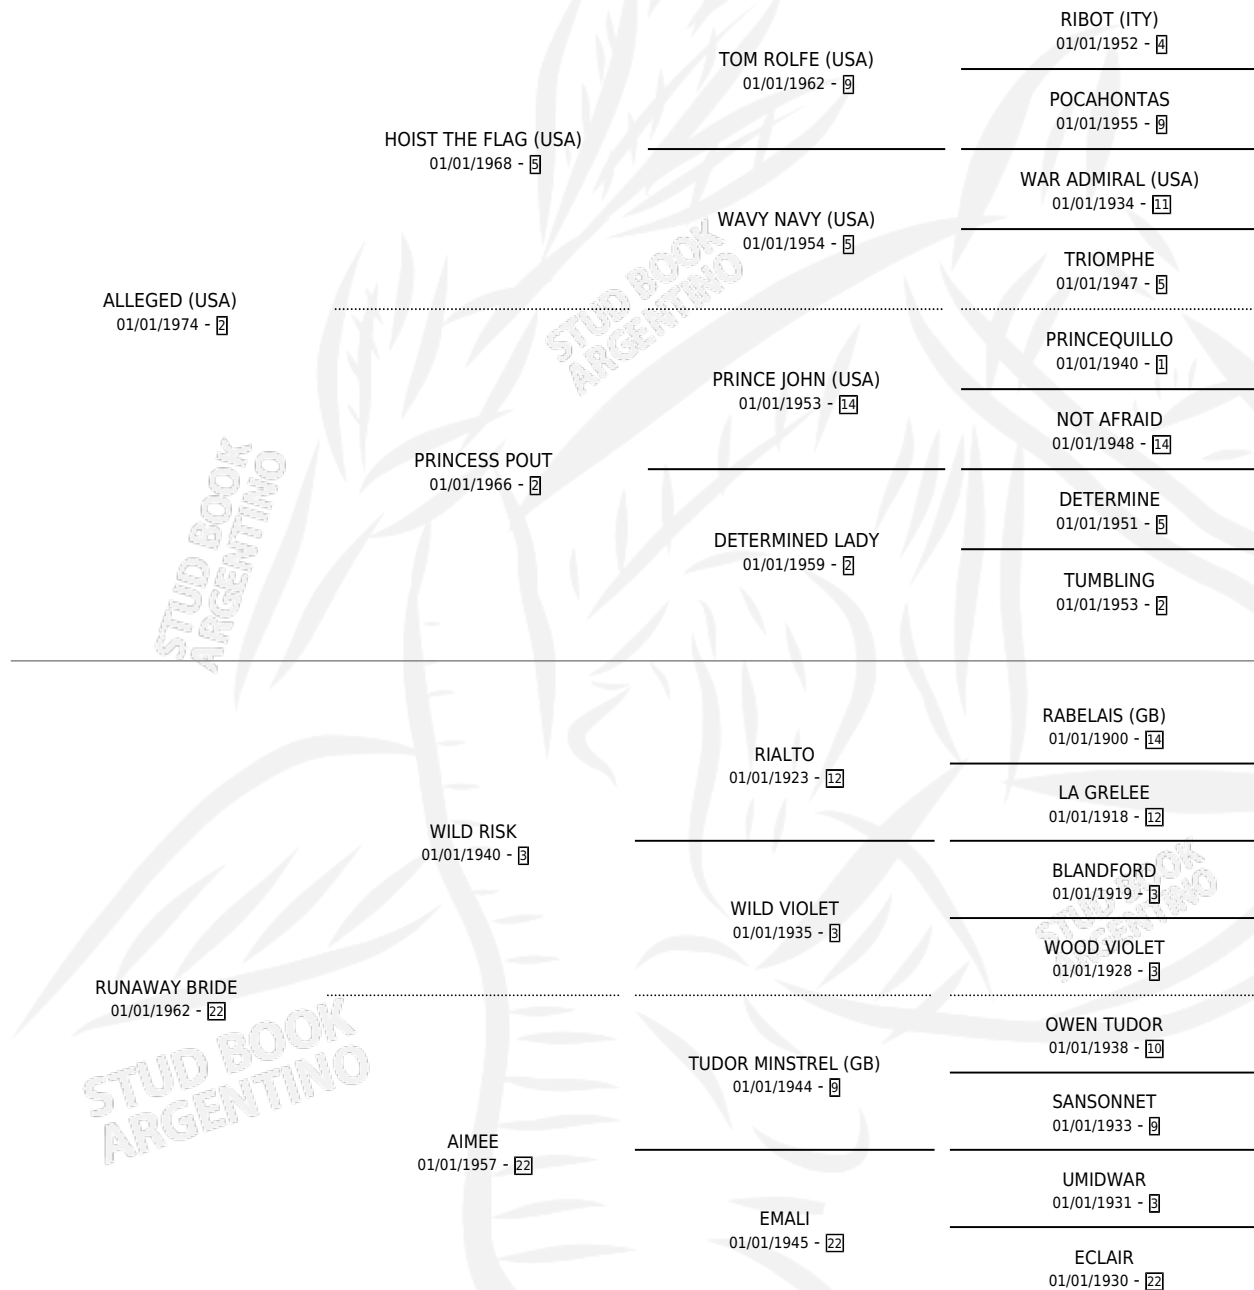 RIBOT (ITY)
01/01/1952 - 4
TOM ROLFE (USA)
01/01/1962 - 9
POCAHONTAS
01/01/1955 - 9
HOIST THE FLAG (USA)
01/01/1968 - 5
WAR ADMIRAL (USA)
01/01/1934 - 11
WAVY NAVY (USA)
01/01/1954 - 5
TRIOMPHE
01/01/1947 - 5
ALLEGED (USA)
01/01/1974 - 2
STUD BOOK
ARGENTINO
PRINCEQUILLO
01/01/1940 - 1
PRINCE JOHN (USA)
01/01/1953 - 14
NOT AFRAID
01/01/1948 - 14
PRINCESS POUT
01/01/1966 - 2
DETERMINE
01/01/1951 - 5
DETERMINED LADY
01/01/1959 - 2
TUMBLING
01/01/1953 - 2
STUD BOOK
ARGENTINO
RABELAIS (GB)
01/01/1900 - 14
RIALTO
01/01/1923 - 12
LA GRELEE
01/01/1918 - 12
WILD RISK
01/01/1940 - 3
BLANDFORD
01/01/1919 - 3
WILD VIOLET
01/01/1935 - 3
STUD BOOK
ARGENTINO
WOOD VIOLET
01/01/1928 - 3
RUNAWAY BRIDE
01/01/1962 - 22
OWEN TUDOR
01/01/1938 - 10
STUD BOOK
ARGENTINO
TUDOR MINSTREL (GB)
01/01/1944 - 9
SANSONNET
01/01/1933 - 9
AIMEE
01/01/1957 - 22
UMIDWAR
01/01/1931 - 3
EMALI
01/01/1945 - 22
ECLAIR
01/01/1930 - 22